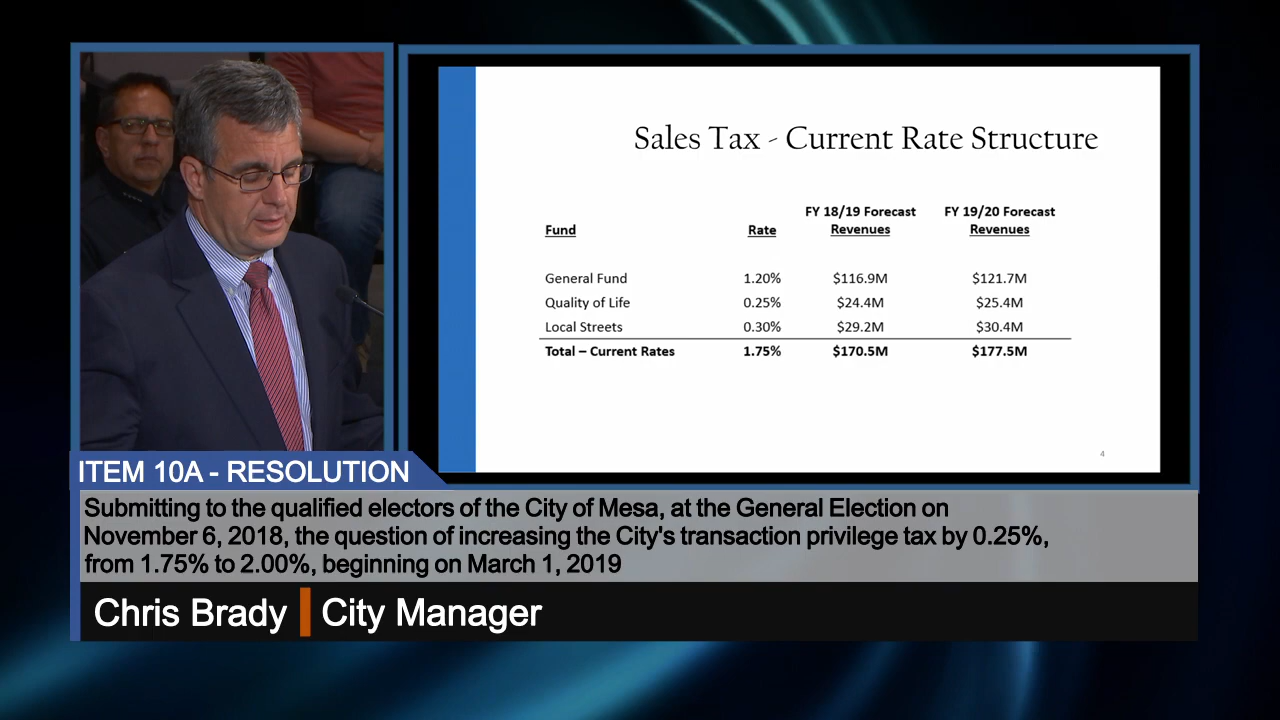 Sales Tax - Current Rate Structure
FY 18/19 Forecast FY 19/20 Forecast
Fund Rate Revenues Revenues
General Fund 1.20% $116.9M $121.7M
Quality of Life 0.25% $24.4M $25.4M
Local Streets 0.30% $29.2M $30.4M
Total – Current Rates 1.75% $170.5M $177.5M
4
ITEM 10A - RESOLUTION
Submitting to the qualified electors of the City of Mesa, at the General Election on
November 6, 2018, the question of increasing the City's transaction privilege tax by 0.25%,
from 1.75% to 2.00%, beginning on March 1, 2019
Chris Brady City Manager